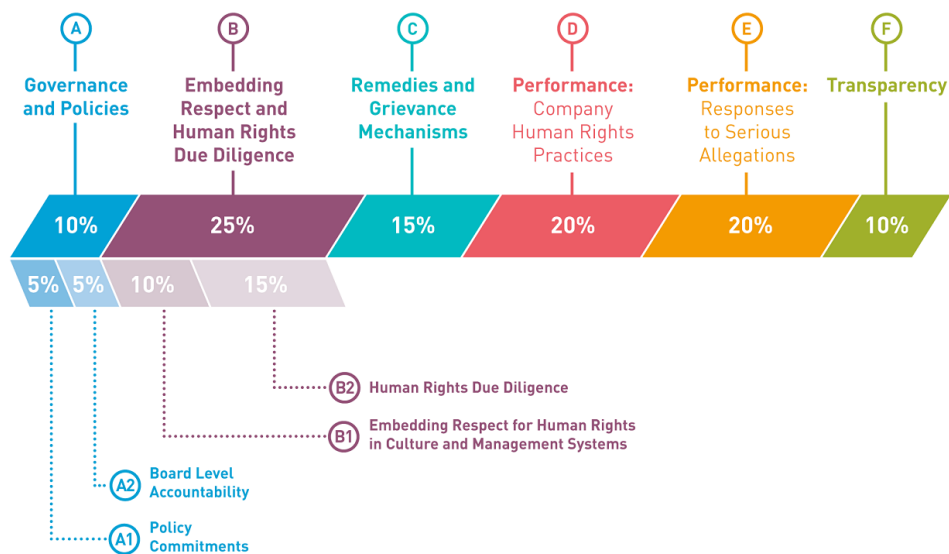 A
B
C
D
E
F
Governance
and Policies
Embedding
Respect and
Human Rights
Due Diligence
Remedies and
Grievance
Mechanisms
Performance:
Company
Human Rights
Practices
Performance:
Responses
to Serious
Allegations
Transparency
10%
25%
15%
20%
20%
10%
5%
5%
10%
15%
B2 Human Rights Due Diligence
B1 Embedding Respect for Human Rights
in Culture and Management Systems
A2 Board Level
Accountability
A1 Policy
Commitments